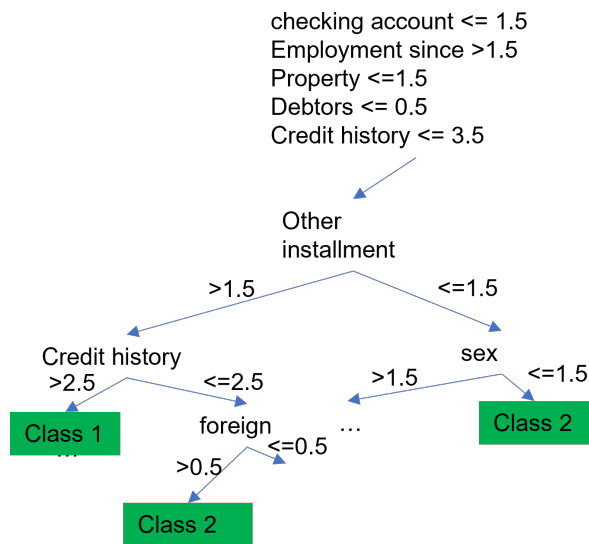 checking account <= 1.5
Employment since >1.5
Property <=1.5
Debtors <= 0.5
Credit history <= 3.5
Other
installment
>1.5
<=1.5
Credit history
sex
>2.5
<=2.5
>1.5
<=1.5
Class 1
...
foreign
...
Class 2
>0.5
<=0.5
Class 2